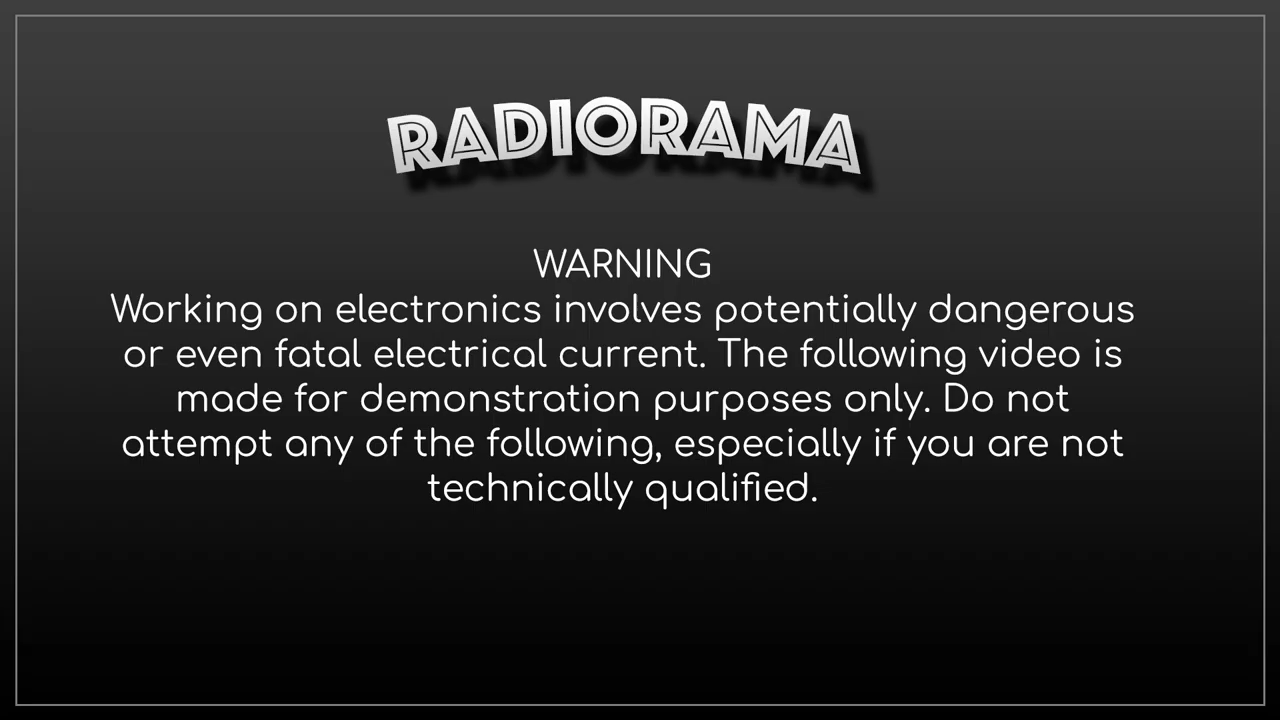 RADIORAMA
WARNING
Working on electronics involves potentially dangerous
or even fatal electrical current. The following video is
made for demonstration purposes only. Do not
attempt any of the following, especially if you are not
technically qualified.